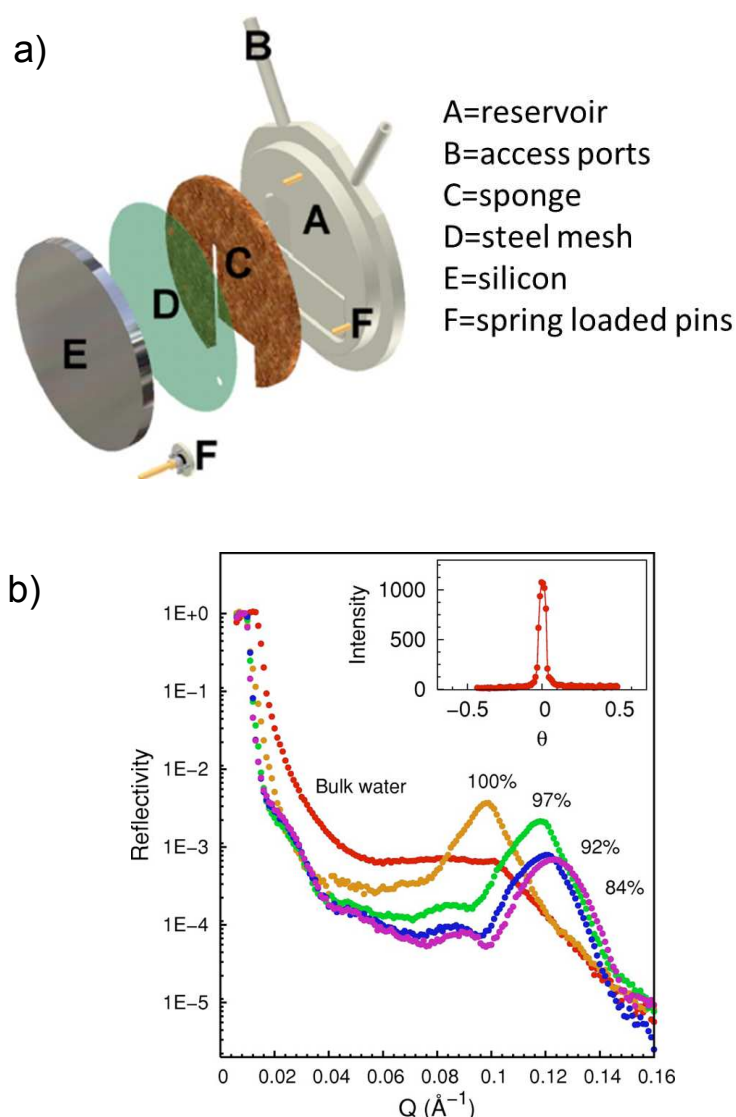 a)
B
A
C
D
E
F
F
A=reservoir
B=access ports
C=sponge
D=steel mesh
E=silicon
F=spring loaded pins
b)
1E+0
1E−1
1E−2
1E−3
1E−4
1E−5
Reflectivity
0 0.02 0.04 0.06 0.08 0.1 0.12 0.14 0.16
Q (Å⁻¹)
Bulk water
100%
97%
92%
84%
1000
500
0
Intensity
−0.5 0 0.5
θ